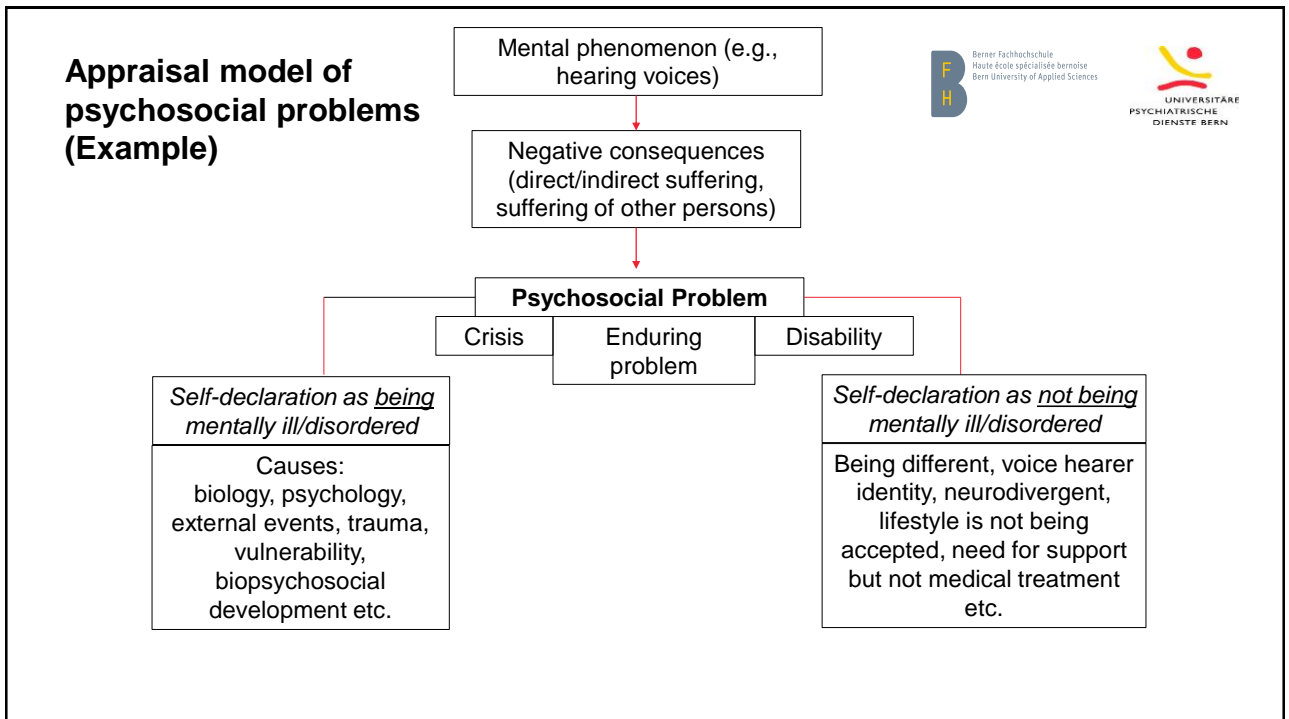 Appraisal model of
psychosocial problems
(Example)
Mental phenomenon (e.g.,
hearing voices)
Berner Fachhochschule
Haute école spécialisée bernoise
Bern University of Applied Sciences
F
H
UNIVERSITÄRE
PSYCHIATRISCHE
DIENSTE BERN
Negative consequences
(direct/indirect suffering,
suffering of other persons)
Psychosocial Problem
Crisis
Enduring
problem
Disability
Self-declaration as being
mentally ill/disordered
Causes:
biology, psychology,
external events, trauma,
vulnerability,
biopsychosocial
development etc.
Self-declaration as not being
mentally ill/disordered
Being different, voice hearer
identity, neurodivergent,
lifestyle is not being
accepted, need for support
but not medical treatment
etc.